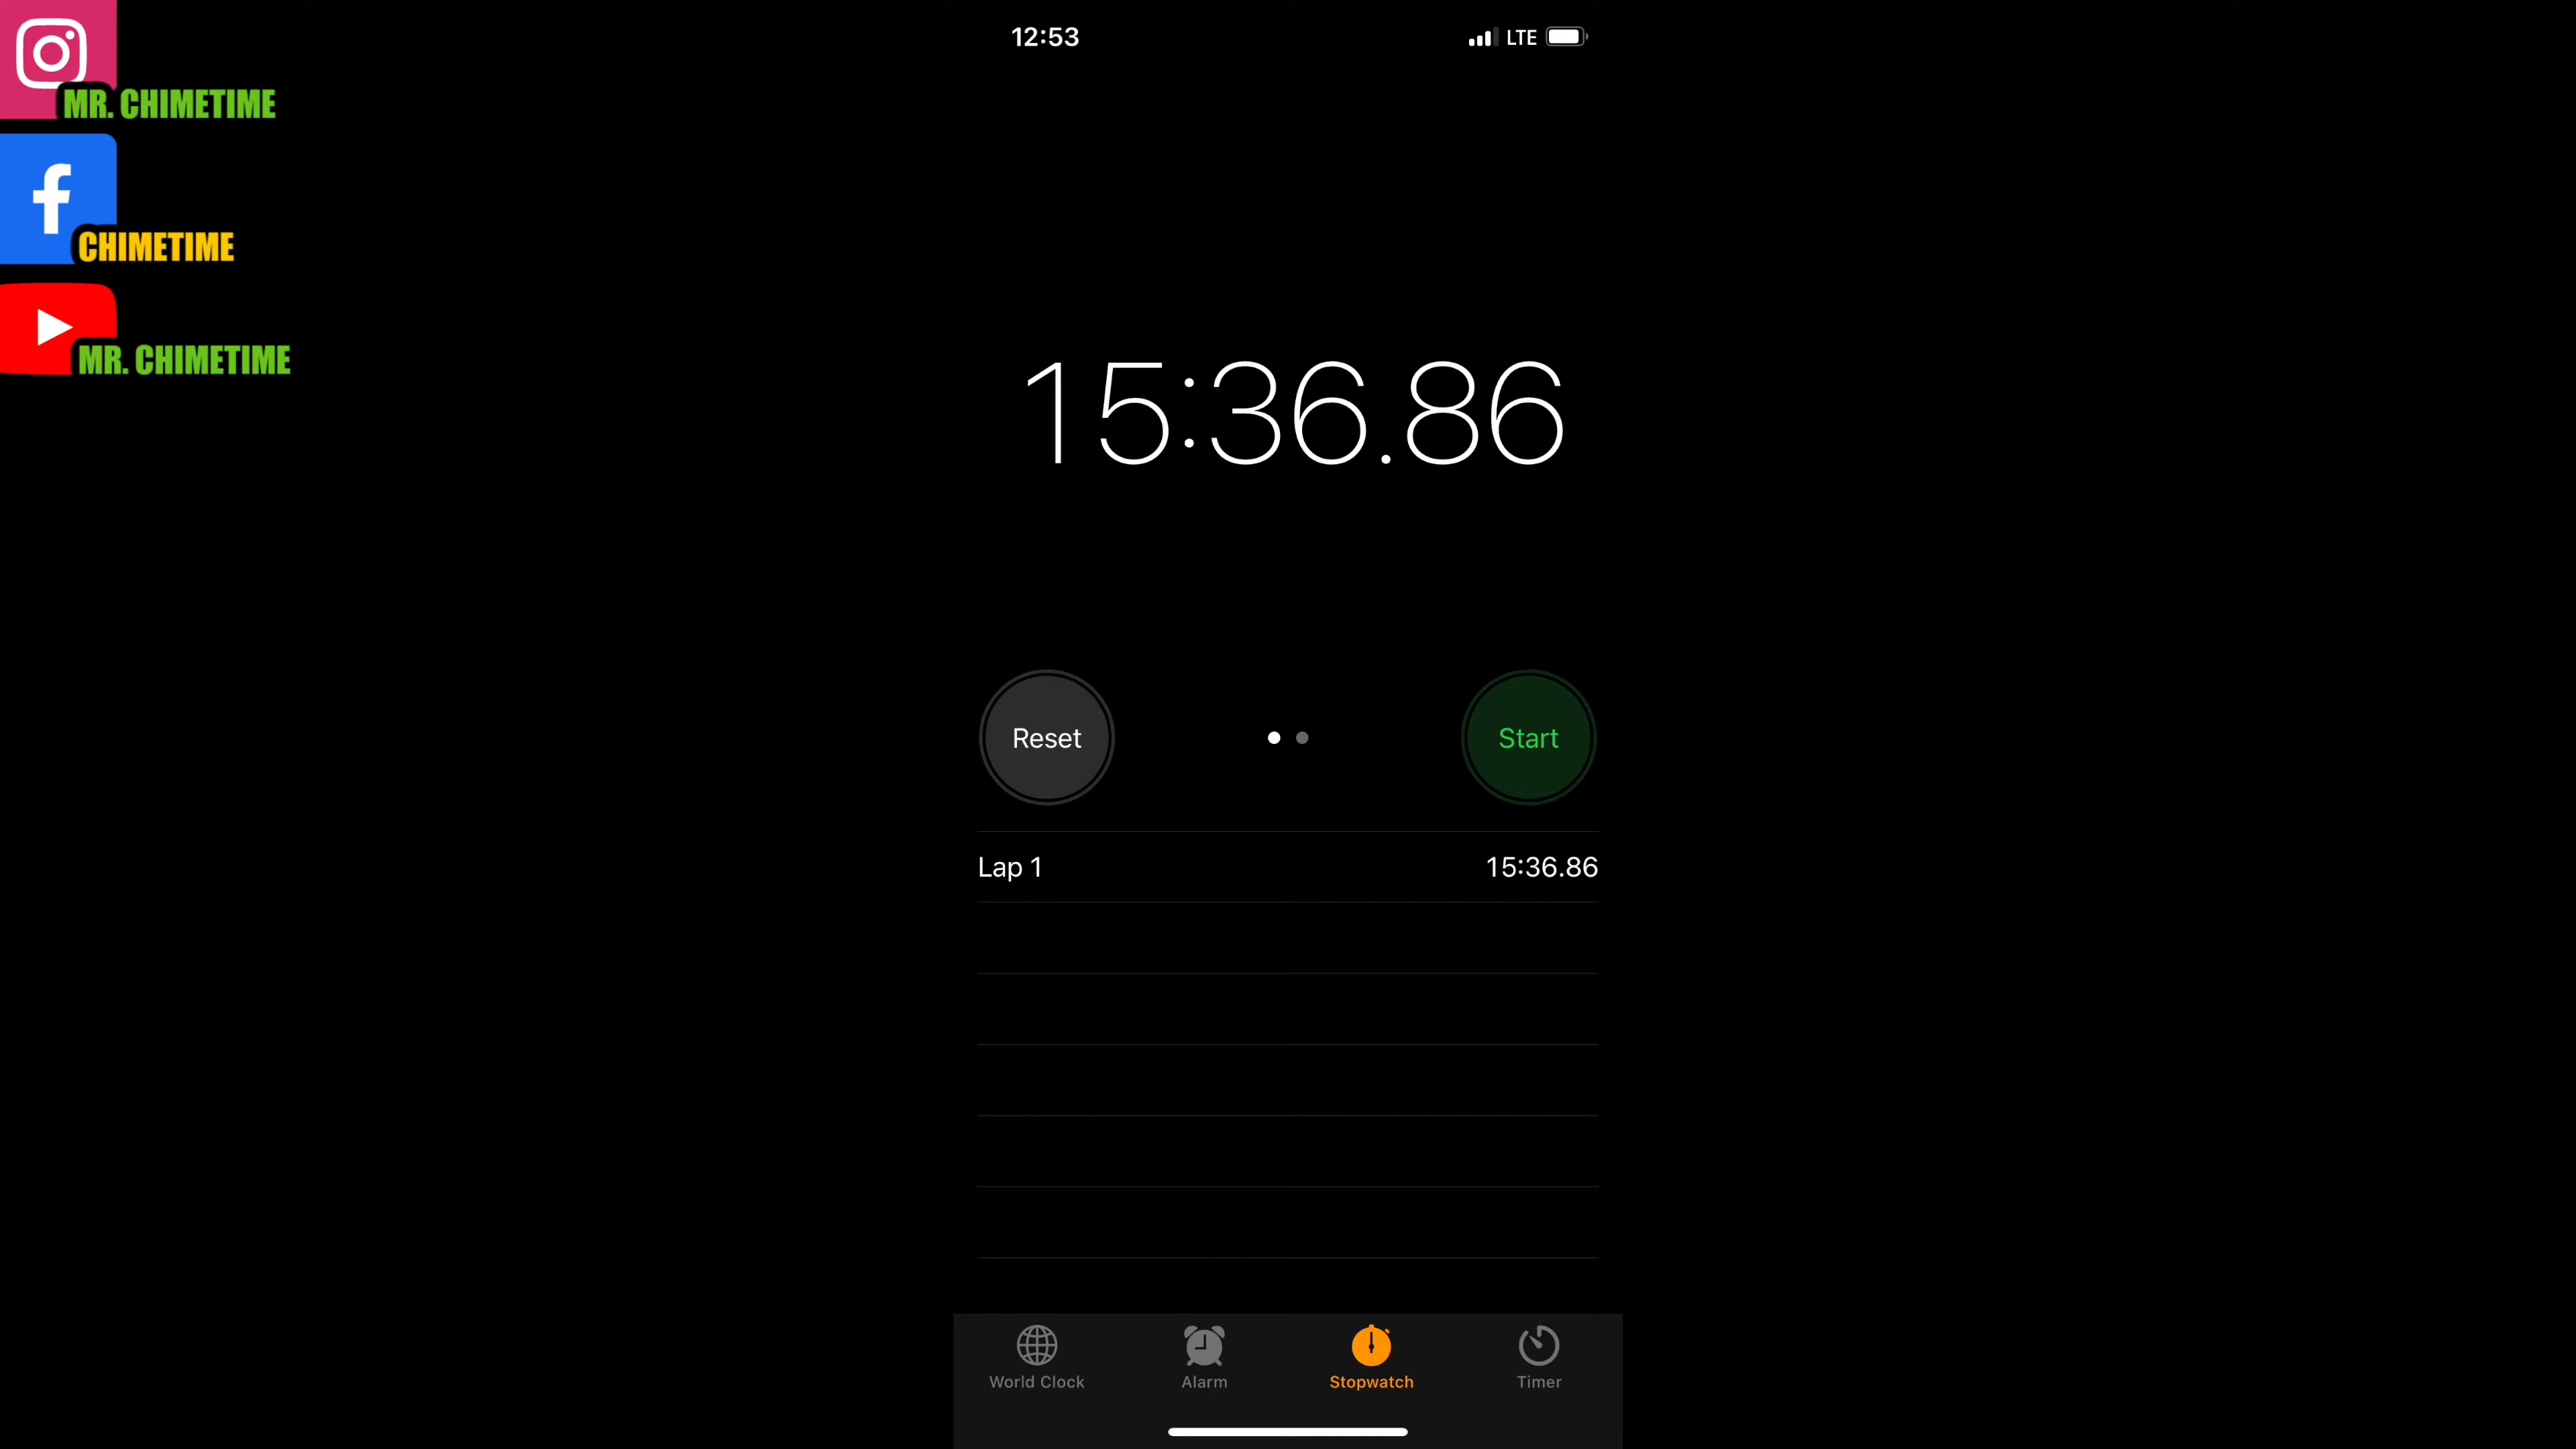 MR. CHIMETIME
CHIMETIME
MR. CHIMETIME
12:53
LTE
15:36.86
Reset
Start
Lap 1 15:36.86
World Clock
Alarm
Stopwatch
Timer